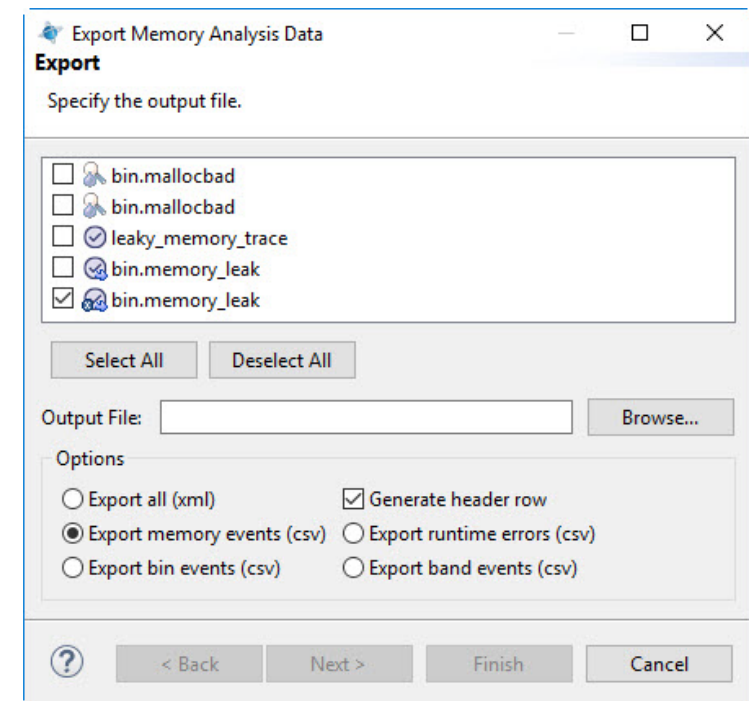 Export Memory Analysis Data
Export
Specify the output file.
bin.mallocbad
bin.mallocbad
leaky_memory_trace
bin.memory_leak
bin.memory_leak
Select All Deselect All
Output File: Browse...
Options
Export all (xml) Generate header row
Export memory events (csv) Export runtime errors (csv)
Export bin events (csv) Export band events (csv)
? < Back Next > Finish Cancel